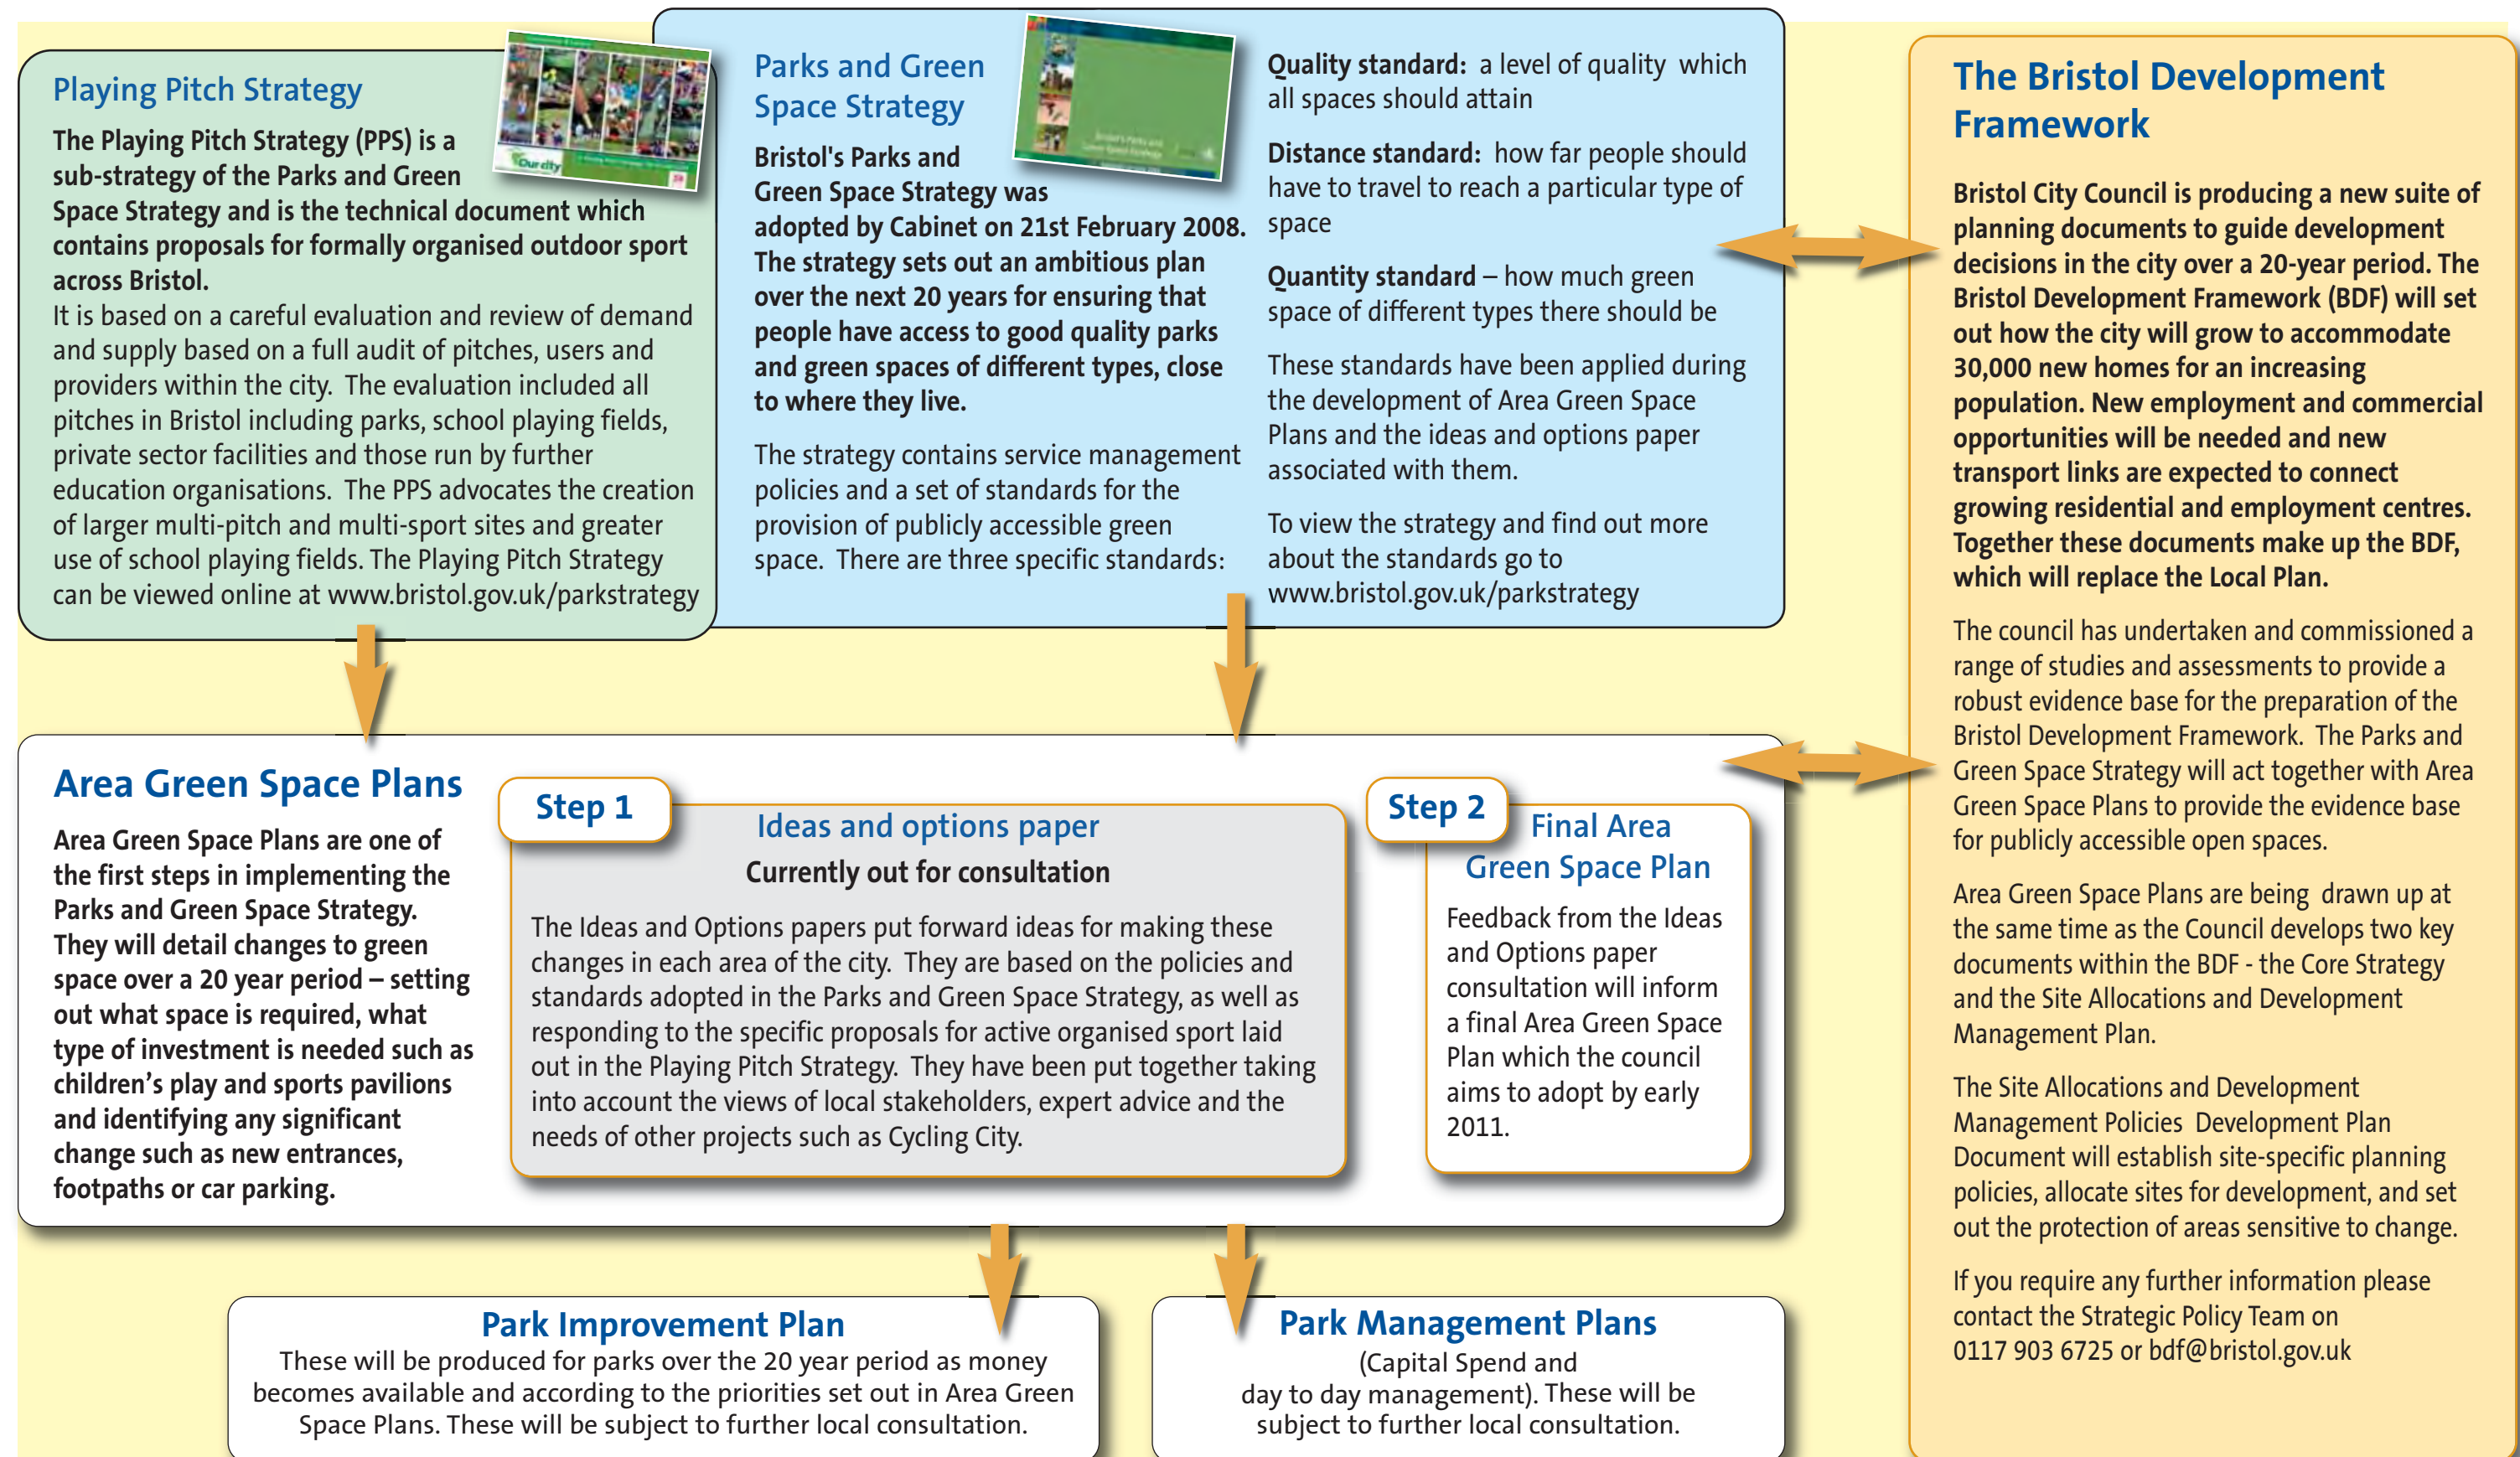 Playing Pitch Strategy
The Playing Pitch Strategy (PPS) is a
sub-strategy of the Parks and Green
Space Strategy and is the technical document which
contains proposals for formally organised outdoor sport
across Bristol.
It is based on a careful evaluation and review of demand
and supply based on a full audit of pitches, users and
providers within the city.  The evaluation included all
pitches in Bristol including parks, school playing fields,
private sector facilities and those run by further
education organisations.  The PPS advocates the creation
of larger multi-pitch and multi-sport sites and greater
use of school playing fields. The Playing Pitch Strategy
can be viewed online at www.bristol.gov.uk/parkstrategy
Our city
Parks and Green
Space Strategy
Bristol's Parks and
Green Space Strategy was
adopted by Cabinet on 21st February 2008.
The strategy sets out an ambitious plan
over the next 20 years for ensuring that
people have access to good quality parks
and green spaces of different types, close
to where they live.
The strategy contains service management
policies and a set of standards for the
provision of publicly accessible green
space.  There are three specific standards:
Quality standard:  a level of quality  which
all spaces should attain
Distance standard:  how far people should
have to travel to reach a particular type of
space
Quantity standard – how much green
space of different types there should be
These standards have been applied during
the development of Area Green Space
Plans and the ideas and options paper
associated with them.
To view the strategy and find out more
about the standards go to
www.bristol.gov.uk/parkstrategy
Area Green Space Plans
Area Green Space Plans are one of
the first steps in implementing the
Parks and Green Space Strategy.
They will detail changes to green
space over a 20 year period – setting
out what space is required, what
type of investment is needed such as
children's play and sports pavilions
and identifying any significant
change such as new entrances,
footpaths or car parking.
Step 1
Ideas and options paper
Currently out for consultation
The Ideas and Options papers put forward ideas for making these
changes in each area of the city.  They are based on the policies and
standards adopted in the Parks and Green Space Strategy, as well as
responding to the specific proposals for active organised sport laid
out in the Playing Pitch Strategy.  They have been put together taking
into account the views of local stakeholders, expert advice and the
needs of other projects such as Cycling City.
Step 2
Final Area
Green Space Plan
Feedback from the Ideas
and Options paper
consultation will inform
a final Area Green Space
Plan which the council
aims to adopt by early
2011.
Park Improvement Plan
These will be produced for parks over the 20 year period as money
becomes available and according to the priorities set out in Area Green
Space Plans. These will be subject to further local consultation.
Park Management Plans
(Capital Spend and
day to day management). These will be
subject to further local consultation.
The Bristol Development
Framework
Bristol City Council is producing a new suite of
planning documents to guide development
decisions in the city over a 20-year period. The
Bristol Development Framework (BDF) will set
out how the city will grow to accommodate
30,000 new homes for an increasing
population. New employment and commercial
opportunities will be needed and new
transport links are expected to connect
growing residential and employment centres.
Together these documents make up the BDF,
which will replace the Local Plan.
The council has undertaken and commissioned a
range of studies and assessments to provide a
robust evidence base for the preparation of the
Bristol Development Framework.  The Parks and
Green Space Strategy will act together with Area
Green Space Plans to provide the evidence base
for publicly accessible open spaces.
Area Green Space Plans are being  drawn up at
the same time as the Council develops two key
documents within the BDF - the Core Strategy
and the Site Allocations and Development
Management Plan.
The Site Allocations and Development
Management Policies  Development Plan
Document will establish site-specific planning
policies, allocate sites for development, and set
out the protection of areas sensitive to change.
If you require any further information please
contact the Strategic Policy Team on
0117 903 6725 or bdf@bristol.gov.uk